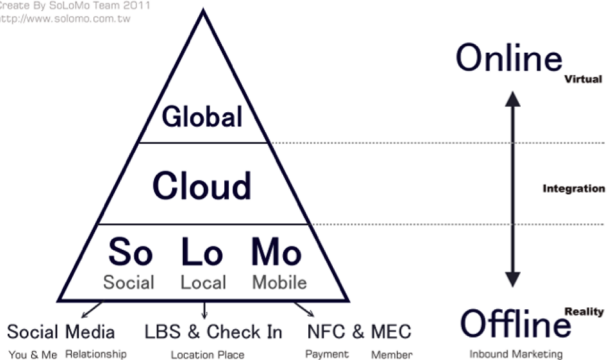 Create By SoLoMo Team 2011
http://www.solomo.com.tw
Online
Virtual
Global
Cloud
Integration
So Lo Mo
Social Local Mobile
Offline
Reality
Inbound Marketing
Social Media LBS & Check In NFC & MEC
You & Me Relationship Location Place Payment Member